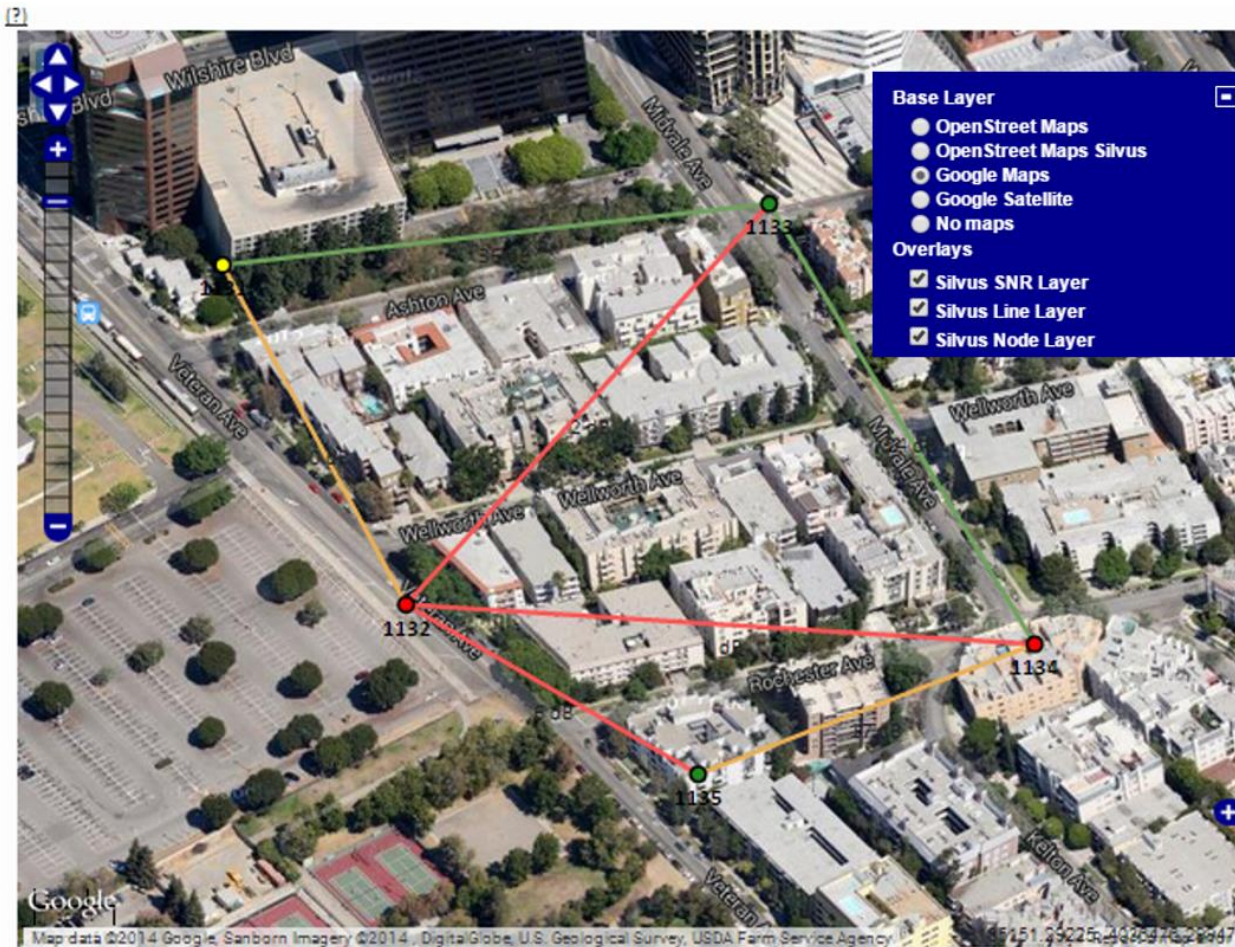 (?)
Wilshire Blvd
Blvd
Midvale Ave
Base Layer
OpenStreet Maps
OpenStreet Maps Silvus
Google Maps
Google Satellite
No maps
Overlays
Silvus SNR Layer
Silvus Line Layer
Silvus Node Layer
1133
Ashton Ave
Veteran Ave
Wellworth Ave
Midvale Ave
Wellworth Ave
Wellworth Ave
1132
Ave
1134
Rochester Ave
dB
1135
Kelton Ave
Veteran
Google
Map data ©2014 Google, Sanborn Imagery ©2014 , DigitalGlobe, U.S. Geological Survey, USDA Farm Service Agency